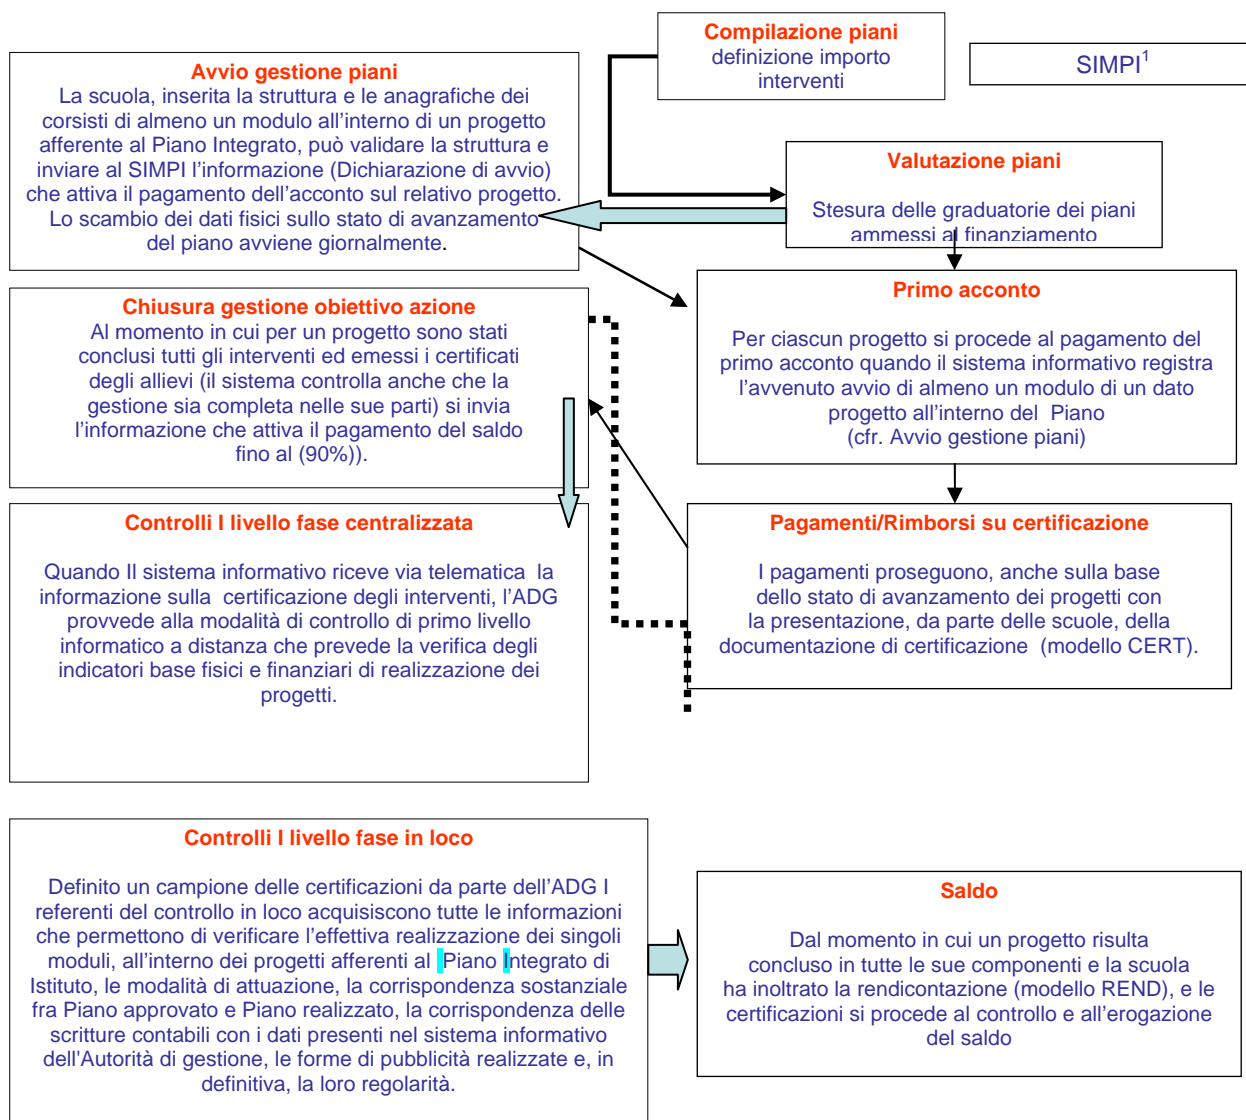 Compilazione piani
definizione importo
interventi
SIMPI1
Avvio gestione piani
La scuola, inserita la struttura e le anagrafiche dei
corsisti di almeno un modulo all'interno di un progetto
afferente al Piano Integrato, può validare la struttura e
inviare al SIMPI l'informazione (Dichiarazione di avvio)
che attiva il pagamento dell'acconto sul relativo progetto.
Lo scambio dei dati fisici sullo stato di avanzamento
del piano avviene giornalmente.
Valutazione piani
Stesura delle graduatorie dei piani
ammessi al finanziamento
Primo acconto
Per ciascun progetto si procede al pagamento del
primo acconto quando il sistema informativo registra
l'avvenuto avvio di almeno un modulo di un dato
progetto all'interno del Piano
(cfr. Avvio gestione piani)
Chiusura gestione obiettivo azione
Al momento in cui per un progetto sono stati
conclusi tutti gli interventi ed emessi i certificati
degli allievi (il sistema controlla anche che la
gestione sia completa nelle sue parti) si invia
l'informazione che attiva il pagamento del saldo
fino al (90%)).
Controlli I livello fase centralizzata
Quando Il sistema informativo riceve via telematica la
informazione sulla certificazione degli interventi, l'ADG
provvede alla modalità di controllo di primo livello
informatico a distanza che prevede la verifica degli
indicatori base fisici e finanziari di realizzazione dei
progetti.
Pagamenti/Rimborsi su certificazione
I pagamenti proseguono, anche sulla base
dello stato di avanzamento dei progetti con
la presentazione, da parte delle scuole, della
documentazione di certificazione (modello CERT).
Controlli I livello fase in loco
Definito un campione delle certificazioni da parte dell'ADG I
referenti del controllo in loco acquisiscono tutte le informazioni
che permettono di verificare l'effettiva realizzazione dei singoli
moduli, all'interno dei progetti afferenti al Piano Integrato di
Istituto, le modalità di attuazione, la corrispondenza sostanziale
fra Piano approvato e Piano realizzato, la corrispondenza delle
scritture contabili con i dati presenti nel sistema informativo
dell'Autorità di gestione, le forme di pubblicità realizzate e, in
definitiva, la loro regolarità.
Saldo
Dal momento in cui un progetto risulta
concluso in tutte le sue componenti e la scuola
ha inoltrato la rendicontazione (modello REND), e le
certificazioni si procede al controllo e all'erogazione
del saldo